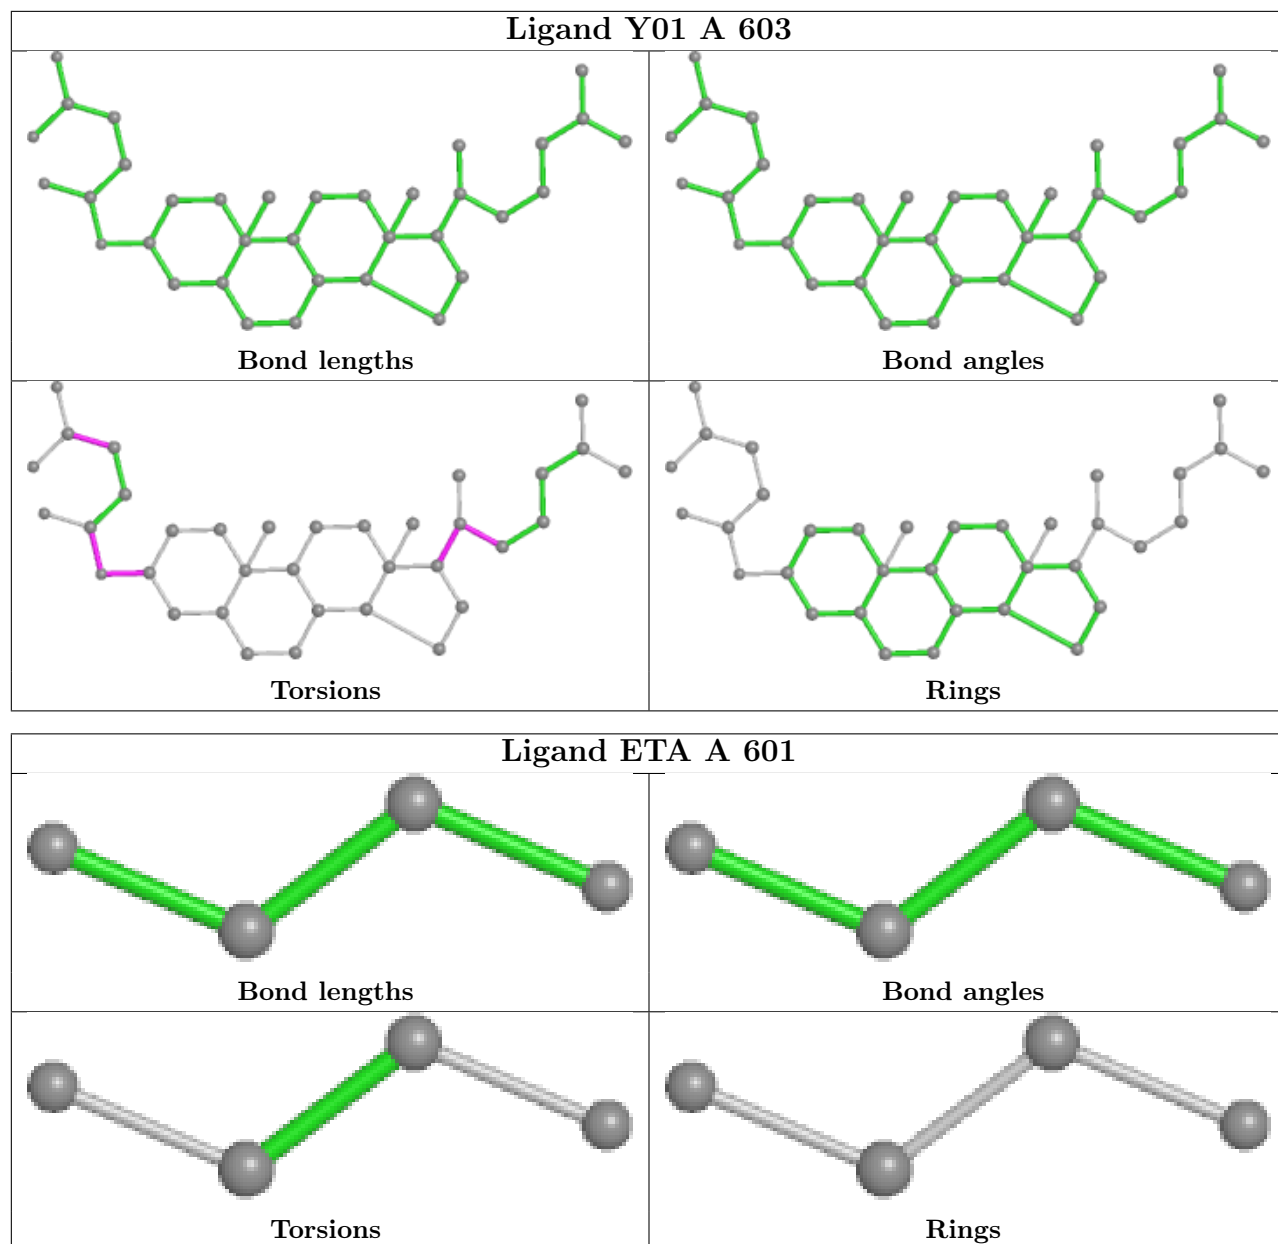 Ligand Y01 A 603
Bond lengths
Bond angles
Torsions
Rings
Ligand ETA A 601
Bond lengths
Bond angles
Torsions
Rings